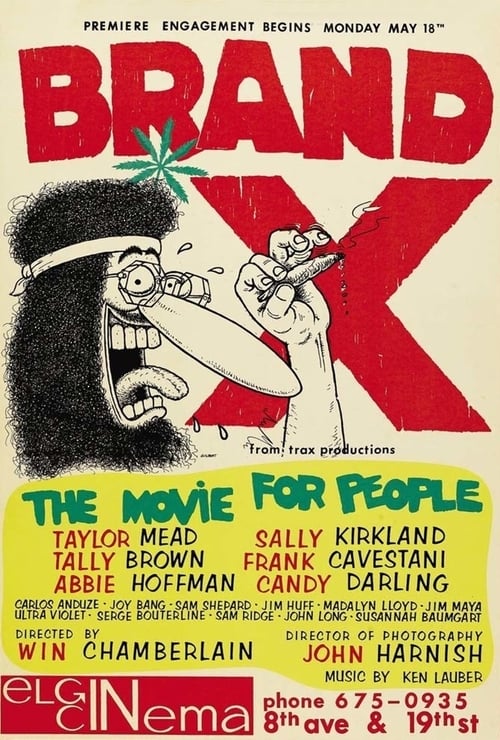 PREMIERE ENGAGEMENT BEGINS MONDAY MAY 18TH
BRAND
X
from trax productions
THE MOVIE FOR PEOPLE
TAYLOR MEAD SALLY KIRKLAND
TALLY BROWN FRANK CAVESTANI
ABBIE HOFFMAN CANDY DARLING
CARLOS ANDUZE · JOY BANG · SAM SHEPARD · JIM HUFF · MADALYN LLOYD · JIM MAYA
ULTRA VIOLET · SERGE BOUTERLINE · SAM RIDGE · JOHN LONG · SUSANNAH BAUMGART
DIRECTED BY
WIN CHAMBERLAIN
DIRECTOR OF PHOTOGRAPHY
JOHN HARNISH
MUSIC BY KEN LAUBER
ELGIN
CINema
phone 675-0935
8th ave & 19th st